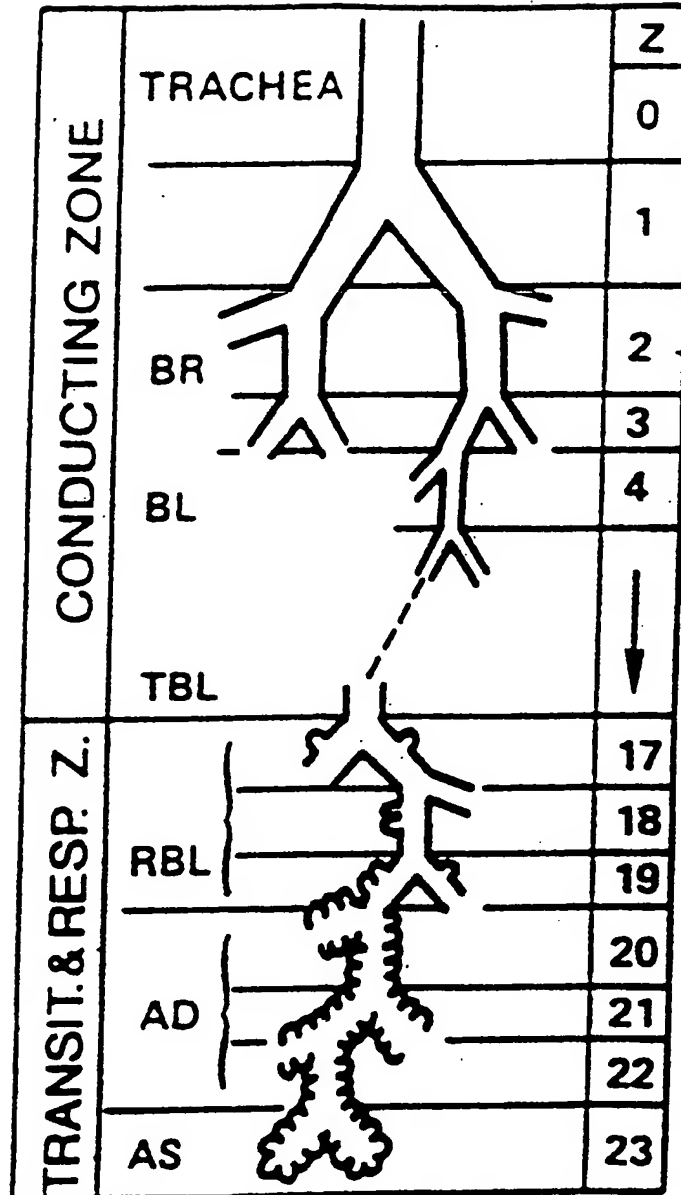 Z
TRACHEA
0
1
CONDUCTING ZONE
2
BR
3
4
BL
TBL
17
18
RBL
19
TRANSIT.& RESP. Z.
20
AD
21
22
AS
23